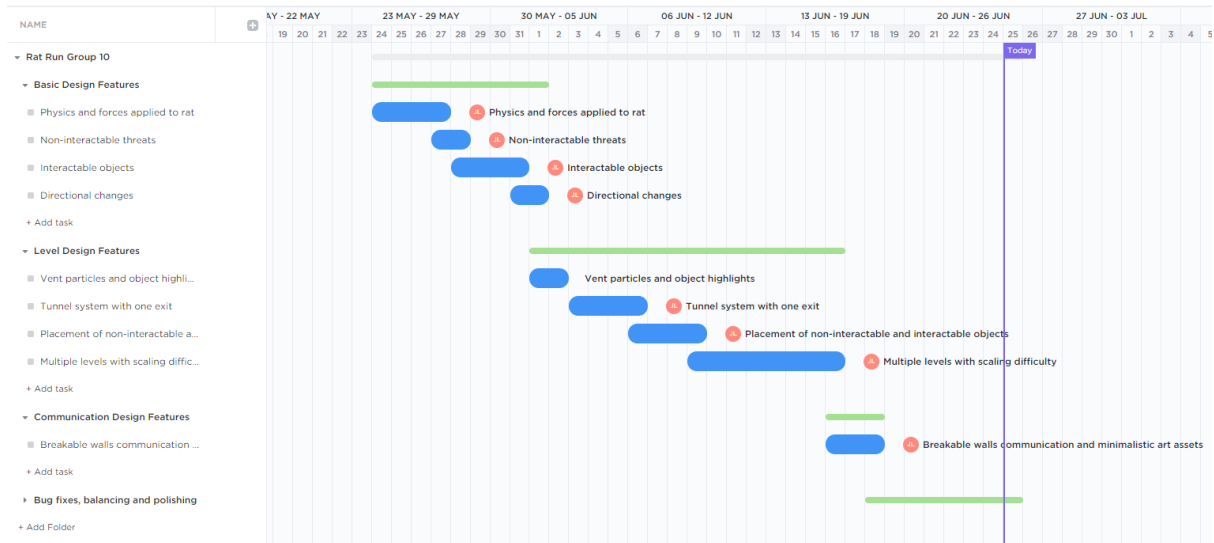 NAME
AY - 22 MAY 23 MAY - 29 MAY 30 MAY - 05 JUN 06 JUN - 12 JUN 13 JUN - 19 JUN 20 JUN - 26 JUN 27 JUN - 03 JUL
19 20 21 22 23 24 25 26 27 28 29 30 31 1 2 3 4 5 6 7 8 9 10 11 12 13 14 15 16 17 18 19 20 21 22 23 24 25 26 27 28 29 30 1 2 3 4 5
Today
Rat Run Group 10
Basic Design Features
Physics and forces applied to rat JL Physics and forces applied to rat
Non-interactable threats JL Non-interactable threats
Interactable objects JL Interactable objects
Directional changes JL Directional changes
+ Add task
Level Design Features
Vent particles and object highli... Vent particles and object highlights
Tunnel system with one exit JL Tunnel system with one exit
Placement of non-interactable a... JL Placement of non-interactable and interactable objects
Multiple levels with scaling diffic... JL Multiple levels with scaling difficulty
+ Add task
Communication Design Features
Breakable walls communication ... JL Breakable walls communication and minimalistic art assets
+ Add task
Bug fixes, balancing and polishing
+ Add Folder